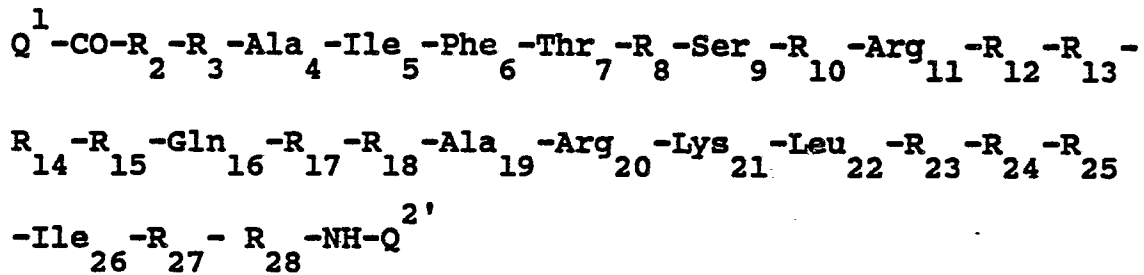 Q¹-CO-R₂-R₃-Ala₄-Ile₅-Phe₆-Thr₇-R₈-Ser₉-R₁₀-Arg₁₁-R₁₂-R₁₃-
R₁₄-R₁₅-Gln₁₆-R₁₇-R₁₈-Ala₁₉-Arg₂₀-Lys₂₁-Leu₂₂-R₂₃-R₂₄-R₂₅
-Ile₂₆-R₂₇- R₂₈-NH-Q²'